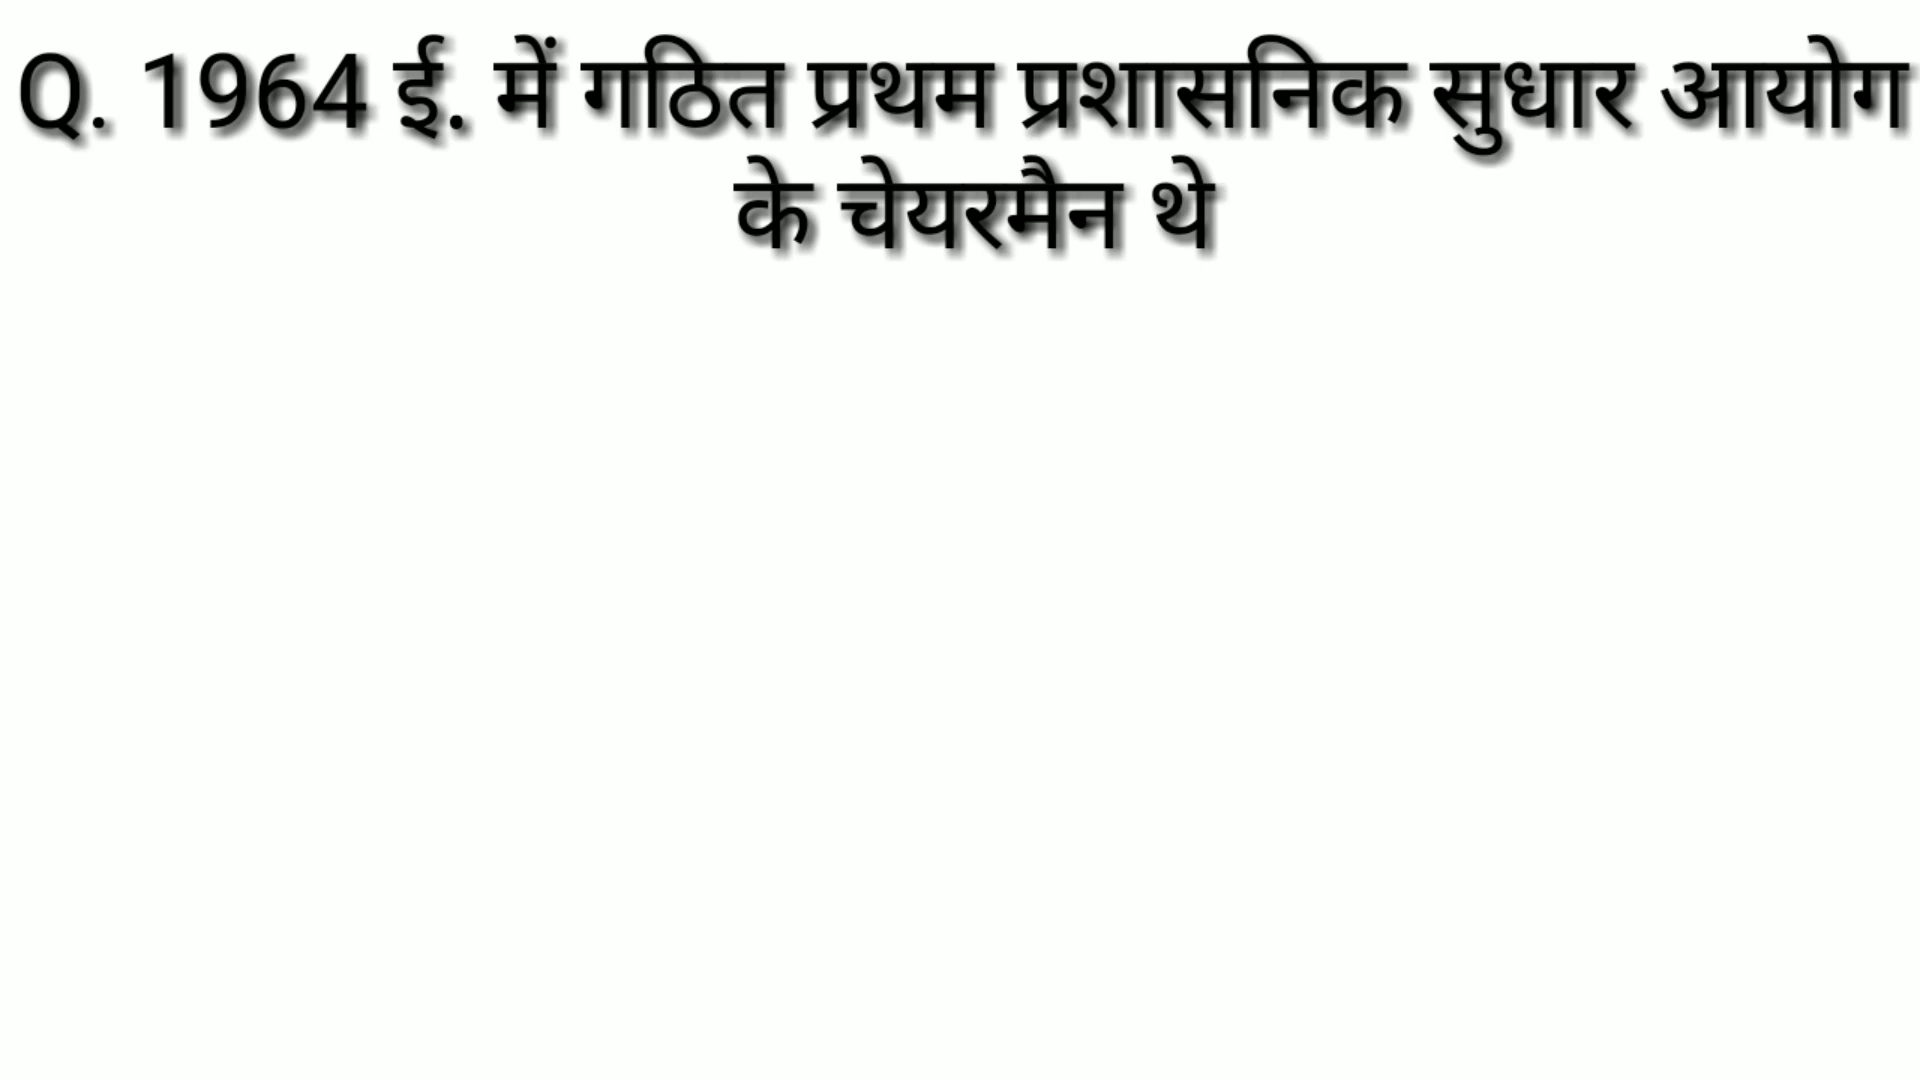 Q. 1964 ई. में गठित प्रथम प्रशासनिक सुधार आयोग
के चेयरमैन थे